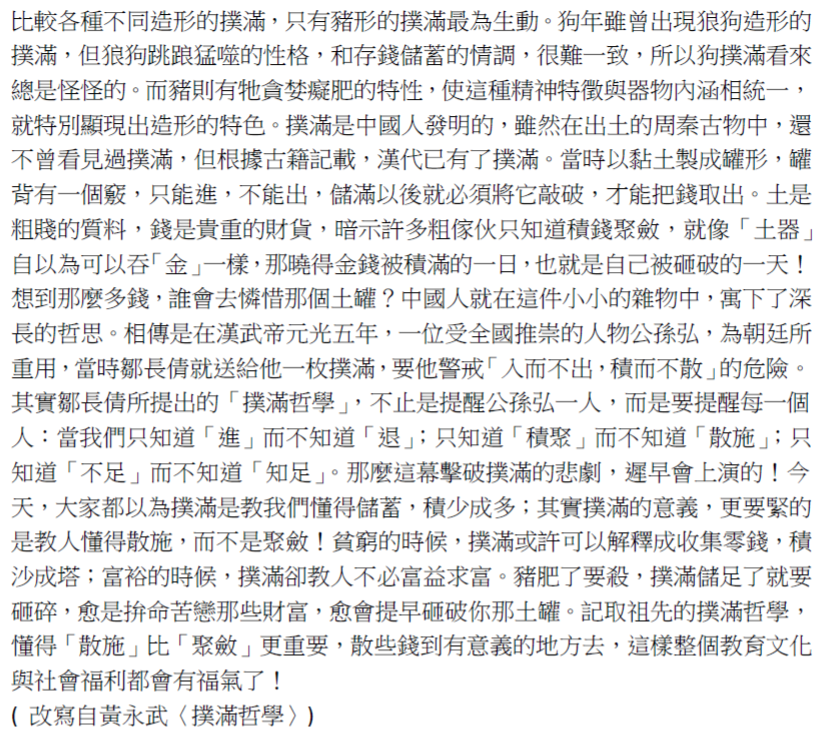 比較各種不同造形的撲滿，只有豬形的撲滿最為生動。狗年雖曾出現狼狗造形的
撲滿，但狼狗跳踉猛噬的性格，和存錢儲蓄的情調，很難一致，所以狗撲滿看來
總是怪怪的。而豬則有牠貪婪癡肥的特性，使這種精神特徵與器物內涵相統一，
就特別顯現出造形的特色。撲滿是中國人發明的，雖然在出土的周秦古物中，還
不曾看見過撲滿，但根據古籍記載，漢代已有了撲滿。當時以黏土製成罐形，罐
背有一個竅，只能進，不能出，儲滿以後就必須將它敲破，才能把錢取出。土是
粗賤的質料，錢是貴重的財貨，暗示許多粗傢伙只知道積錢聚斂，就像「土器」
自以為可以吞「金」一樣，那曉得金錢被積滿的一日，也就是自己被砸破的一天！
想到那麼多錢，誰會去憐惜那個土罐？中國人就在這件小小的雜物中，寓下了深
長的哲思。相傳是在漢武帝元光五年，一位受全國推崇的人物公孫弘，為朝廷所
重用，當時鄒長倩就送給他一枚撲滿，要他警戒「入而不出，積而不散」的危險。
其實鄒長倩所提出的「撲滿哲學」，不止是提醒公孫弘一人，而是要提醒每一個
人：當我們只知道「進」而不知道「退」；只知道「積聚」而不知道「散施」；只
知道「不足」而不知道「知足」。那麼這幕擊破撲滿的悲劇，遲早會上演的！今
天，大家都以為撲滿是教我們懂得儲蓄，積少成多；其實撲滿的意義，更要緊的
是教人懂得散施，而不是聚斂！貧窮的時候，撲滿或許可以解釋成收集零錢，積
沙成塔；富裕的時候，撲滿卻教人不必富益求富。豬肥了要殺，撲滿儲足了就要
砸碎，愈是拚命苦戀那些財富，愈會提早砸破你那土罐。記取祖先的撲滿哲學，
懂得「散施」比「聚斂」更重要，散些錢到有意義的地方去，這樣整個教育文化
與社會福利都會有福氣了！
( 改寫自黃永武〈撲滿哲學〉)